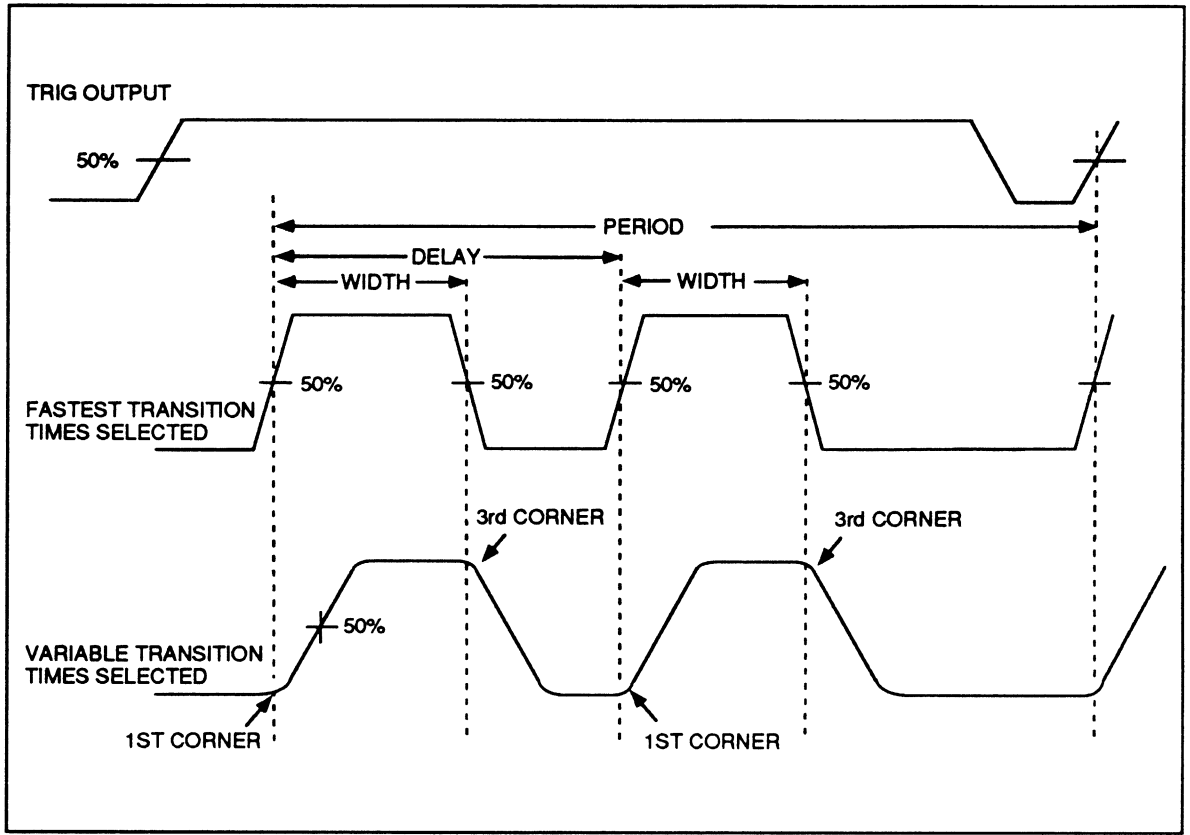 TRIG OUTPUT
50%
PERIOD
DELAY
WIDTH
WIDTH
50%
50%
50%
50%
FASTEST TRANSITION
TIMES SELECTED
3rd CORNER
3rd CORNER
50%
VARIABLE TRANSITION
TIMES SELECTED
1ST CORNER
1ST CORNER